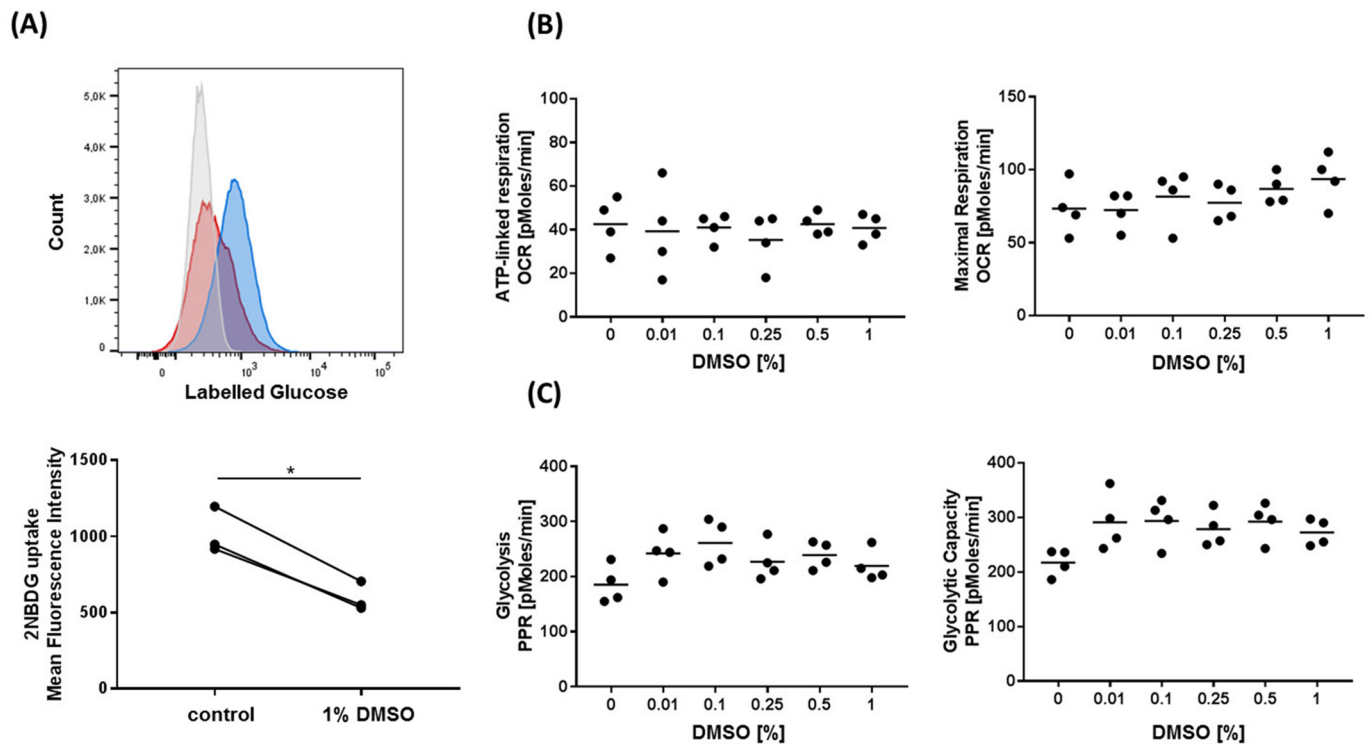 (A)
5,0K
4,0K
3,0K
2,0K
1,0K
0
Count
0 10³ 10⁴ 10⁵
Labelled Glucose
1500
1000
500
0
2NBDG uptake
Mean Fluorescence Intensity
*
control 1% DMSO
(B)
100
80
60
40
20
0
ATP-linked respiration
OCR [pMoles/min]
0 0.01 0.1 0.25 0.5 1
DMSO [%]
150
100
50
0
Maximal Respiration
OCR [pMoles/min]
0 0.01 0.1 0.25 0.5 1
DMSO [%]
(C)
400
300
200
100
0
Glycolysis
PPR [pMoles/min]
0 0.01 0.1 0.25 0.5 1
DMSO [%]
400
300
200
100
0
Glycolytic Capacity
PPR [pMoles/min]
0 0.01 0.1 0.25 0.5 1
DMSO [%]